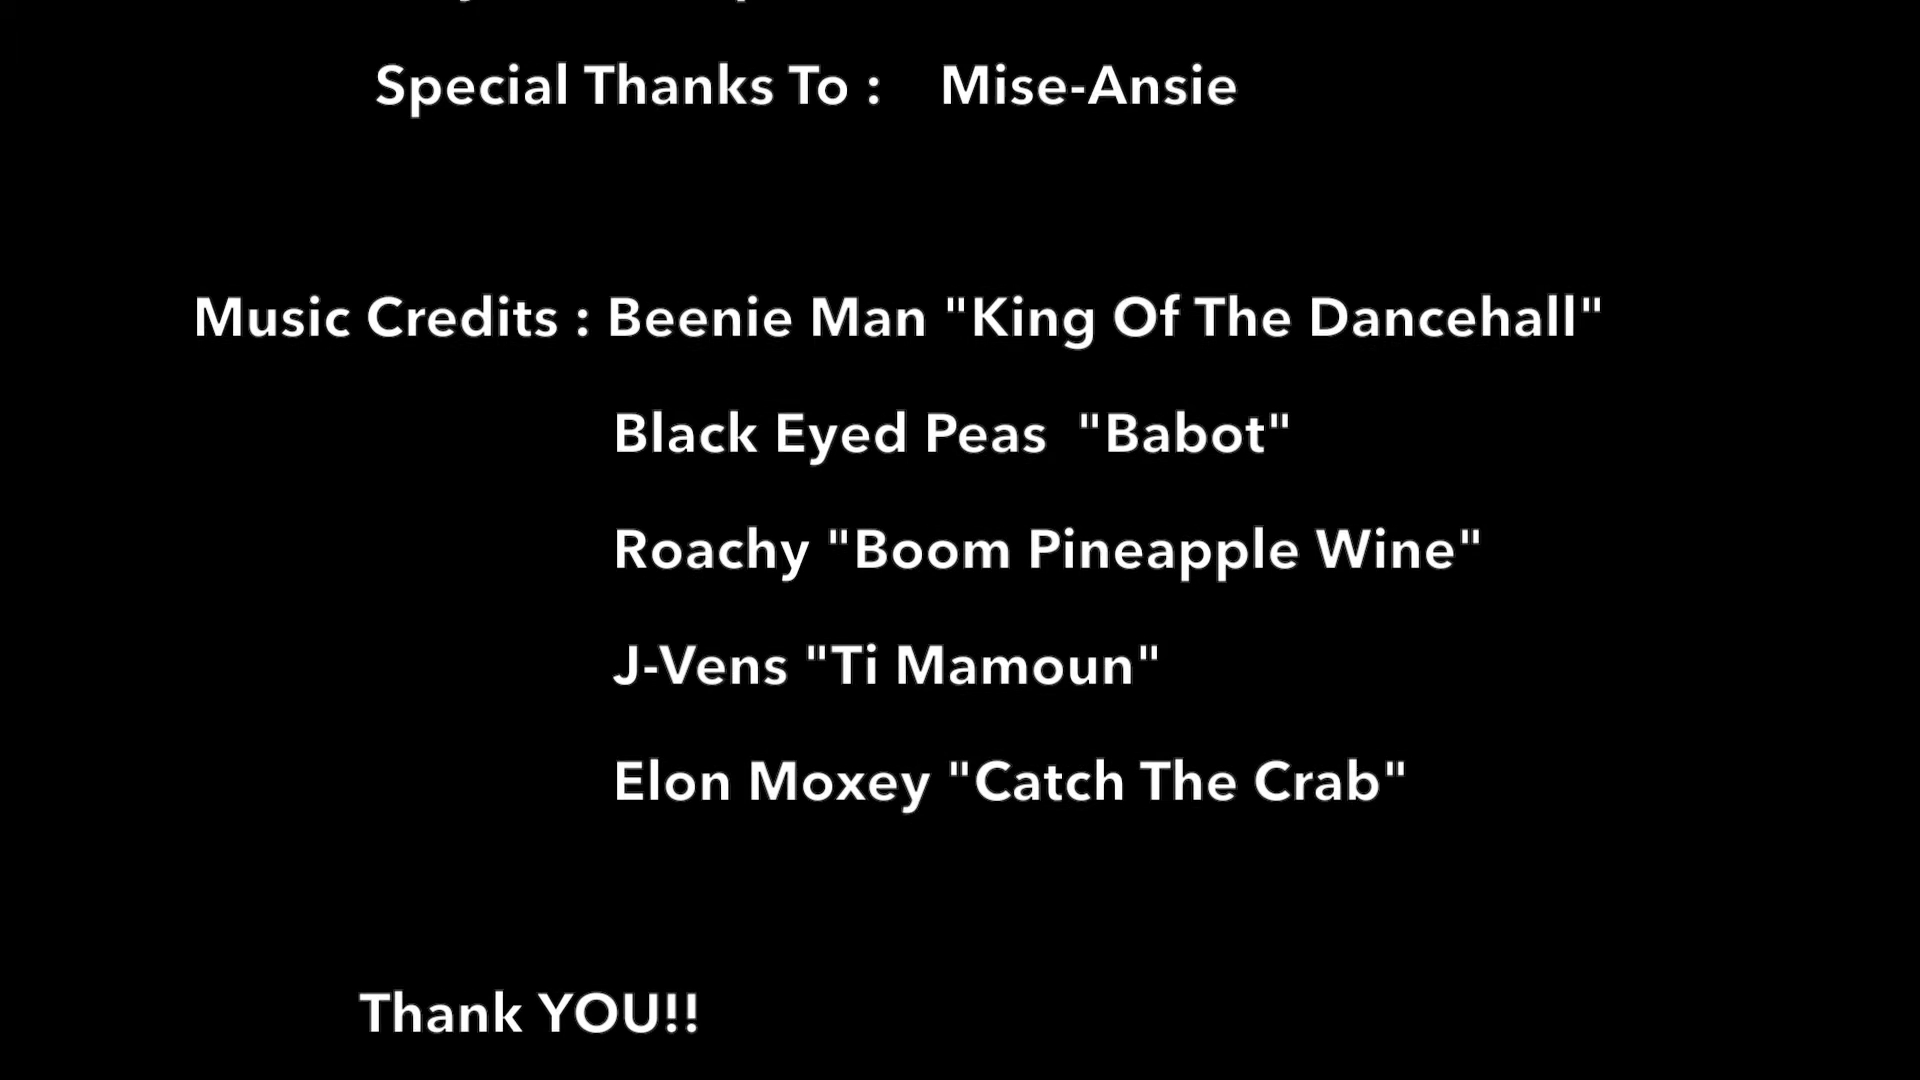 Special Thanks To : Mise-Ansie
Music Credits : Beenie Man "King Of The Dancehall"
Black Eyed Peas "Babot"
Roachy "Boom Pineapple Wine"
J-Vens "Ti Mamoun"
Elon Moxey "Catch The Crab"
Thank YOU!!